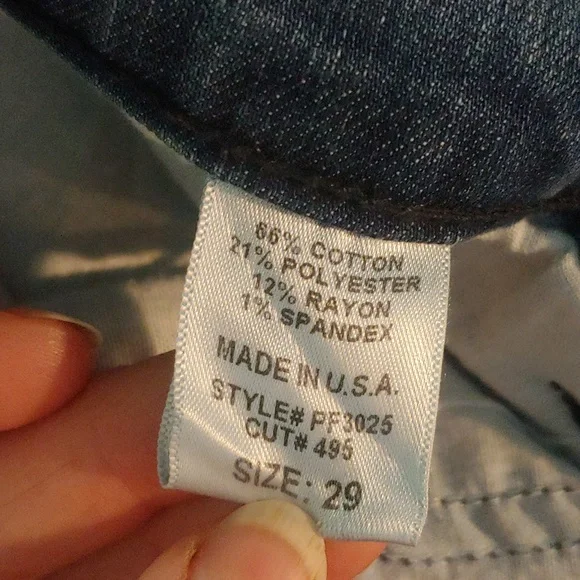 66% COTTON
21% POLYESTER
12% RAYON
1% SPANDEX
MADE IN U.S.A.
STYLE# PF3025
CUT# 495
SIZE: 29